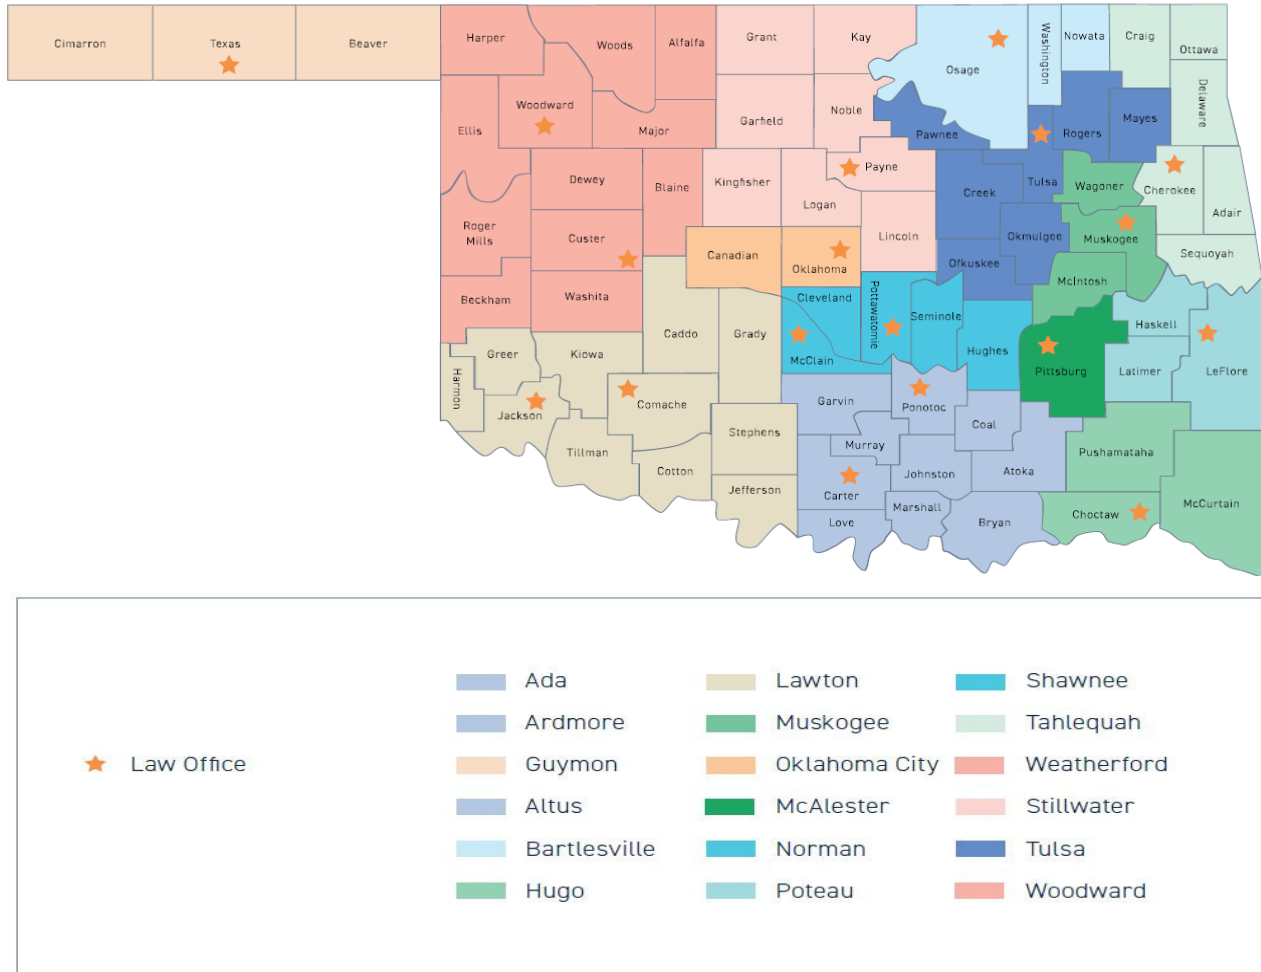 Cimarron
Texas
Beaver
Harper
Woods
Alfalfa
Grant
Kay
Osage
Washington
Nowata
Craig
Ottawa
Delaware
Ellis
Woodward
Major
Garfield
Noble
Pawnee
Rogers
Mayes
Dewey
Blaine
Kingfisher
Logan
Payne
Creek
Tulsa
Wagoner
Cherokee
Adair
Roger
Mills
Custer
Canadian
Oklahoma
Lincoln
Okmulgee
Muskogee
Sequoyah
Beckham
Washita
Caddo
Grady
Cleveland
Pottawatomie
Seminole
Ofkuskee
McIntosh
Haskell
Harmon
Greer
Kiowa
McClain
Hughes
Pittsburg
Latimer
LeFlore
Jackson
Comache
Stephens
Garvin
Ponotoc
Coal
Tillman
Cotton
Jefferson
Murray
Carter
Johnston
Atoka
Pushamataha
Love
Marshall
Bryan
Choctaw
McCurtain
Law Office
Ada
Ardmore
Guymon
Altus
Bartlesville
Hugo
Lawton
Muskogee
Oklahoma City
McAlester
Norman
Poteau
Shawnee
Tahlequah
Weatherford
Stillwater
Tulsa
Woodward